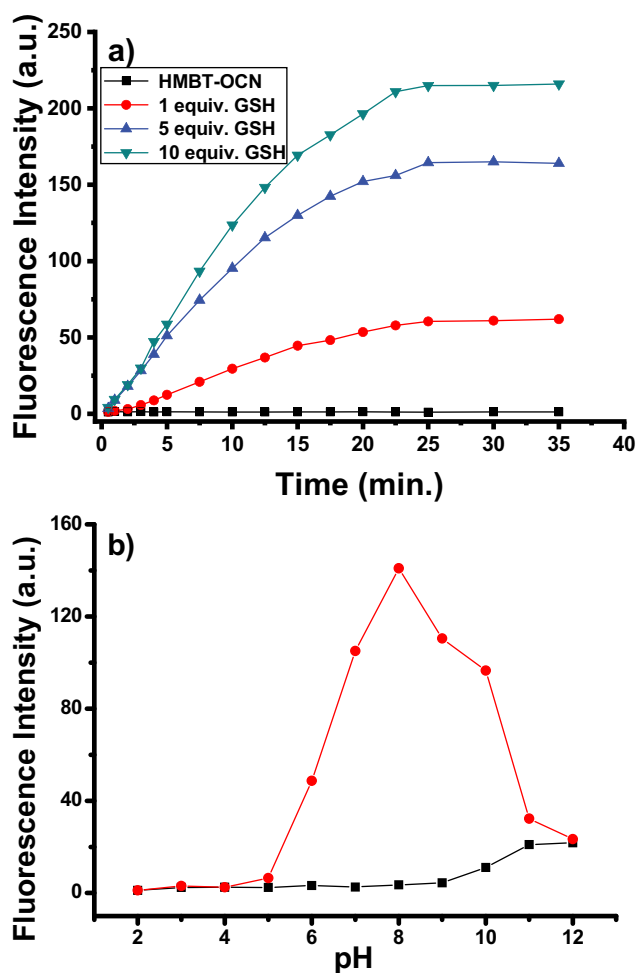 a)
HMBT-OCN
1 equiv. GSH
5 equiv. GSH
10 equiv. GSH
250
200
150
100
50
0
Fluorescence Intensity (a.u.)
0 5 10 15 20 25 30 35 40
Time (min.)
b)
160
120
80
40
0
Fluorescence Intensity (a.u.)
2 4 6 8 10 12
pH